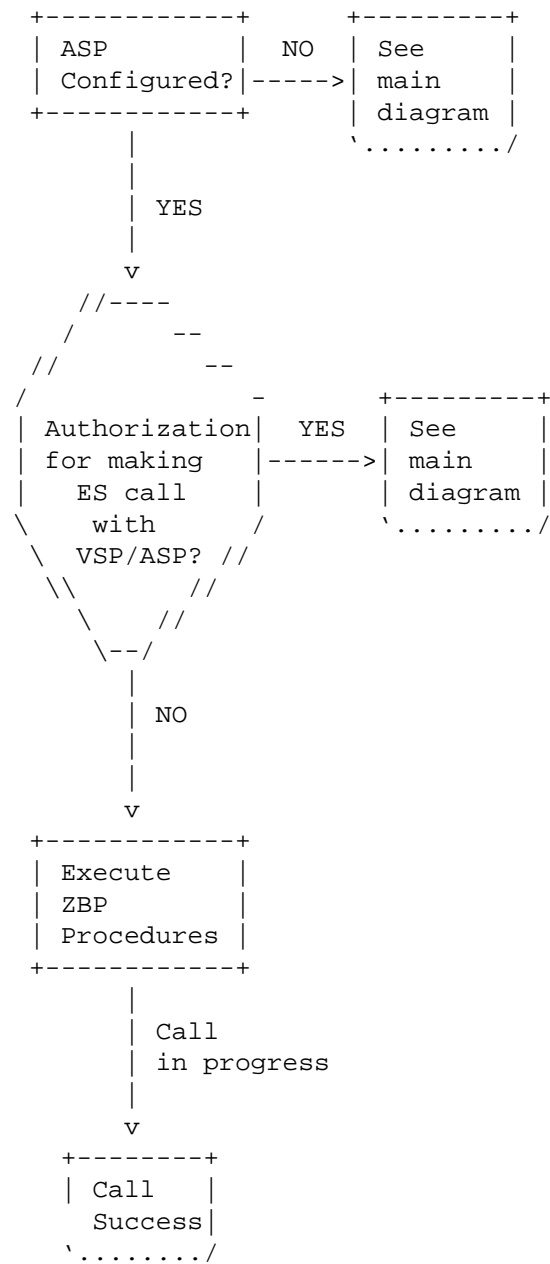 ASP NO See
Configured? main
diagram
YES
Authorization YES See
for making main
ES call diagram
with
VSP/ASP?
NO
Execute
ZBP
Procedures
Call
in progress
Call
Success